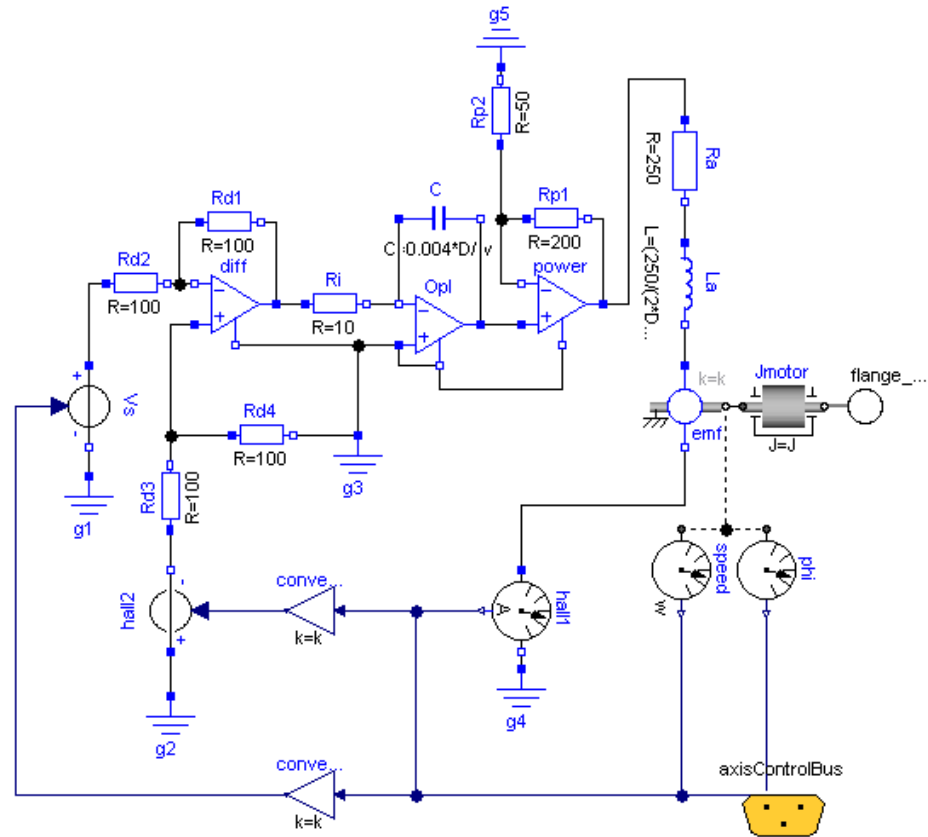 g5
Rp2
R=50
Ra
R=250
Rd1
R=100
C
C=0.004*D/ v
Rp1
R=200
Rd2
R=100
diff
Ri
R=10
OpI
power
L=(250/(2*D...
La
+
Vs
-
k=k
Jmotor
flange_...
emf
J=J
Rd4
R=100
g3
g1
Rd3
R=100
speed
w
phi
-
hall2
+
conve...
k=k
A
hall1
g2
g4
conve...
k=k
axisControlBus